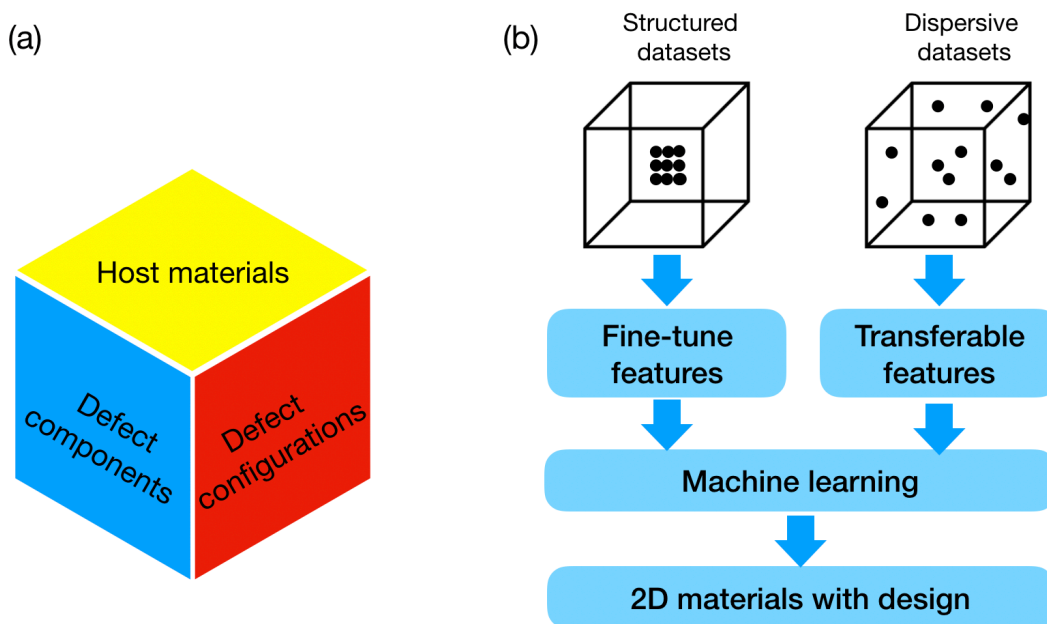 (a)
Host materials
Defect
components
Defect
configurations
(b)
Structured
datasets
Dispersive
datasets
Fine-tune
features
Transferable
features
Machine learning
2D materials with design